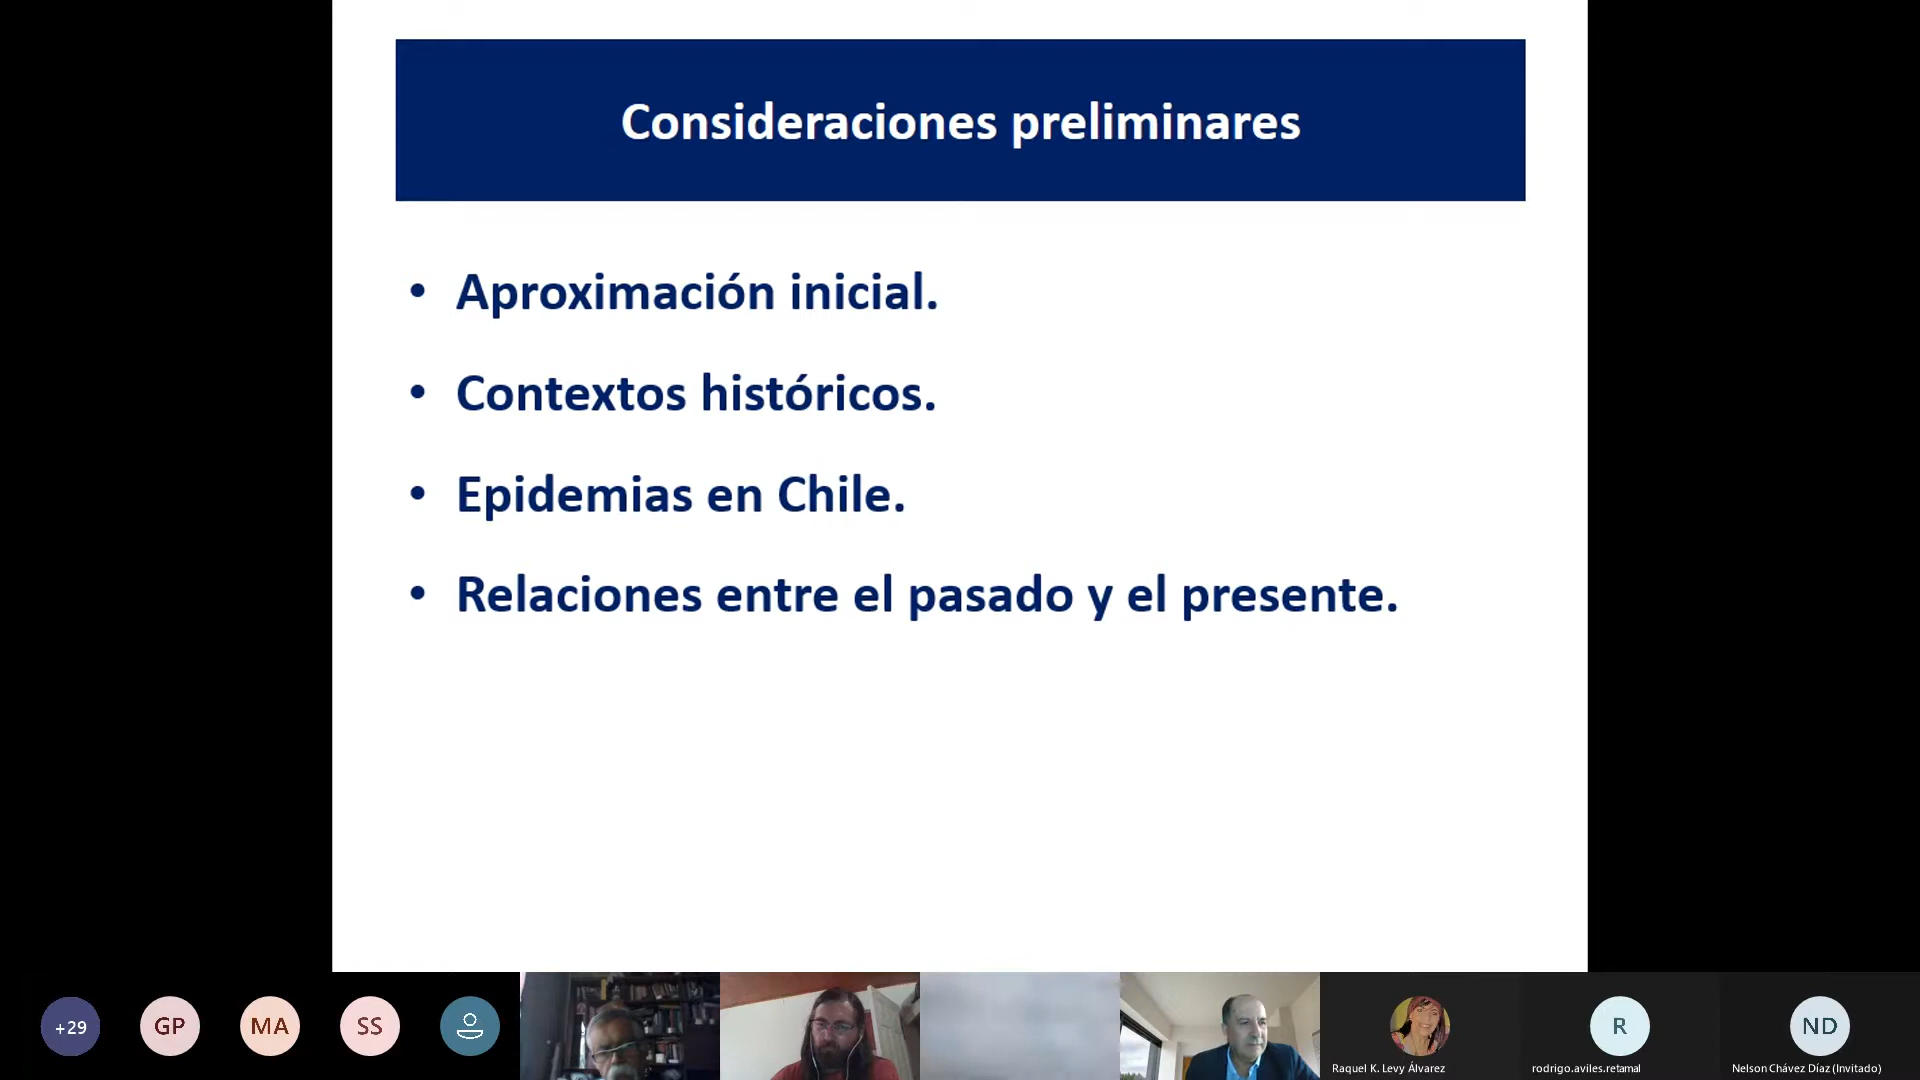 Consideraciones preliminares
• Aproximación inicial.
• Contextos históricos.
• Epidemias en Chile.
• Relaciones entre el pasado y el presente.
+29
GP
MA
SS
R
ND
Raquel K. Levy Álvarez
rodrigo.aviles.retamal
Nelson Chávez Díaz (Invitado)